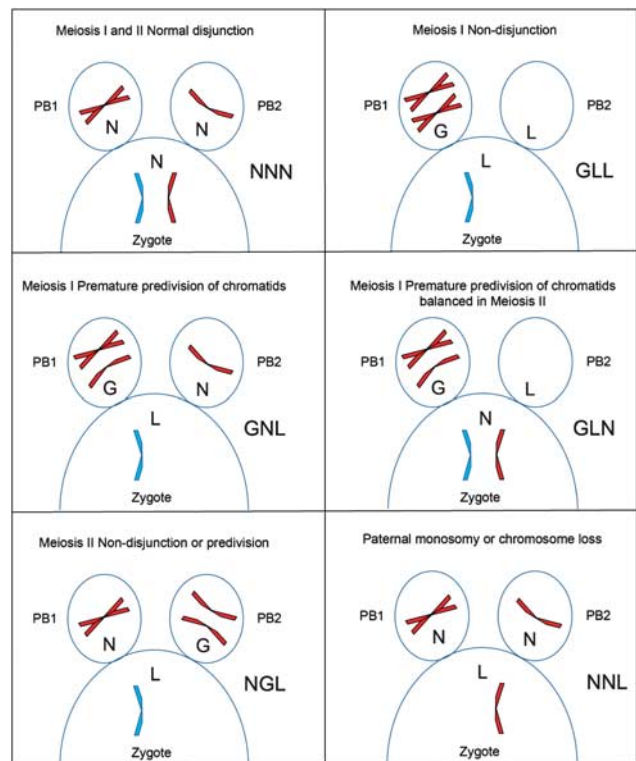 Meiosis I and II Normal disjunction
PB1
PB2
N
N
N
NNN
Zygote
Meiosis I Non-disjunction
PB1
PB2
G
L
L
GLL
Zygote
Meiosis I Premature predivision of chromatids
PB1
PB2
G
N
L
GNL
Zygote
Meiosis I Premature predivision of chromatids
balanced in Meiosis II
PB1
PB2
G
L
N
GLN
Zygote
Meiosis II Non-disjunction or predivision
PB1
PB2
N
G
L
NGL
Zygote
Paternal monosomy or chromosome loss
PB1
PB2
N
N
L
NNL
Zygote